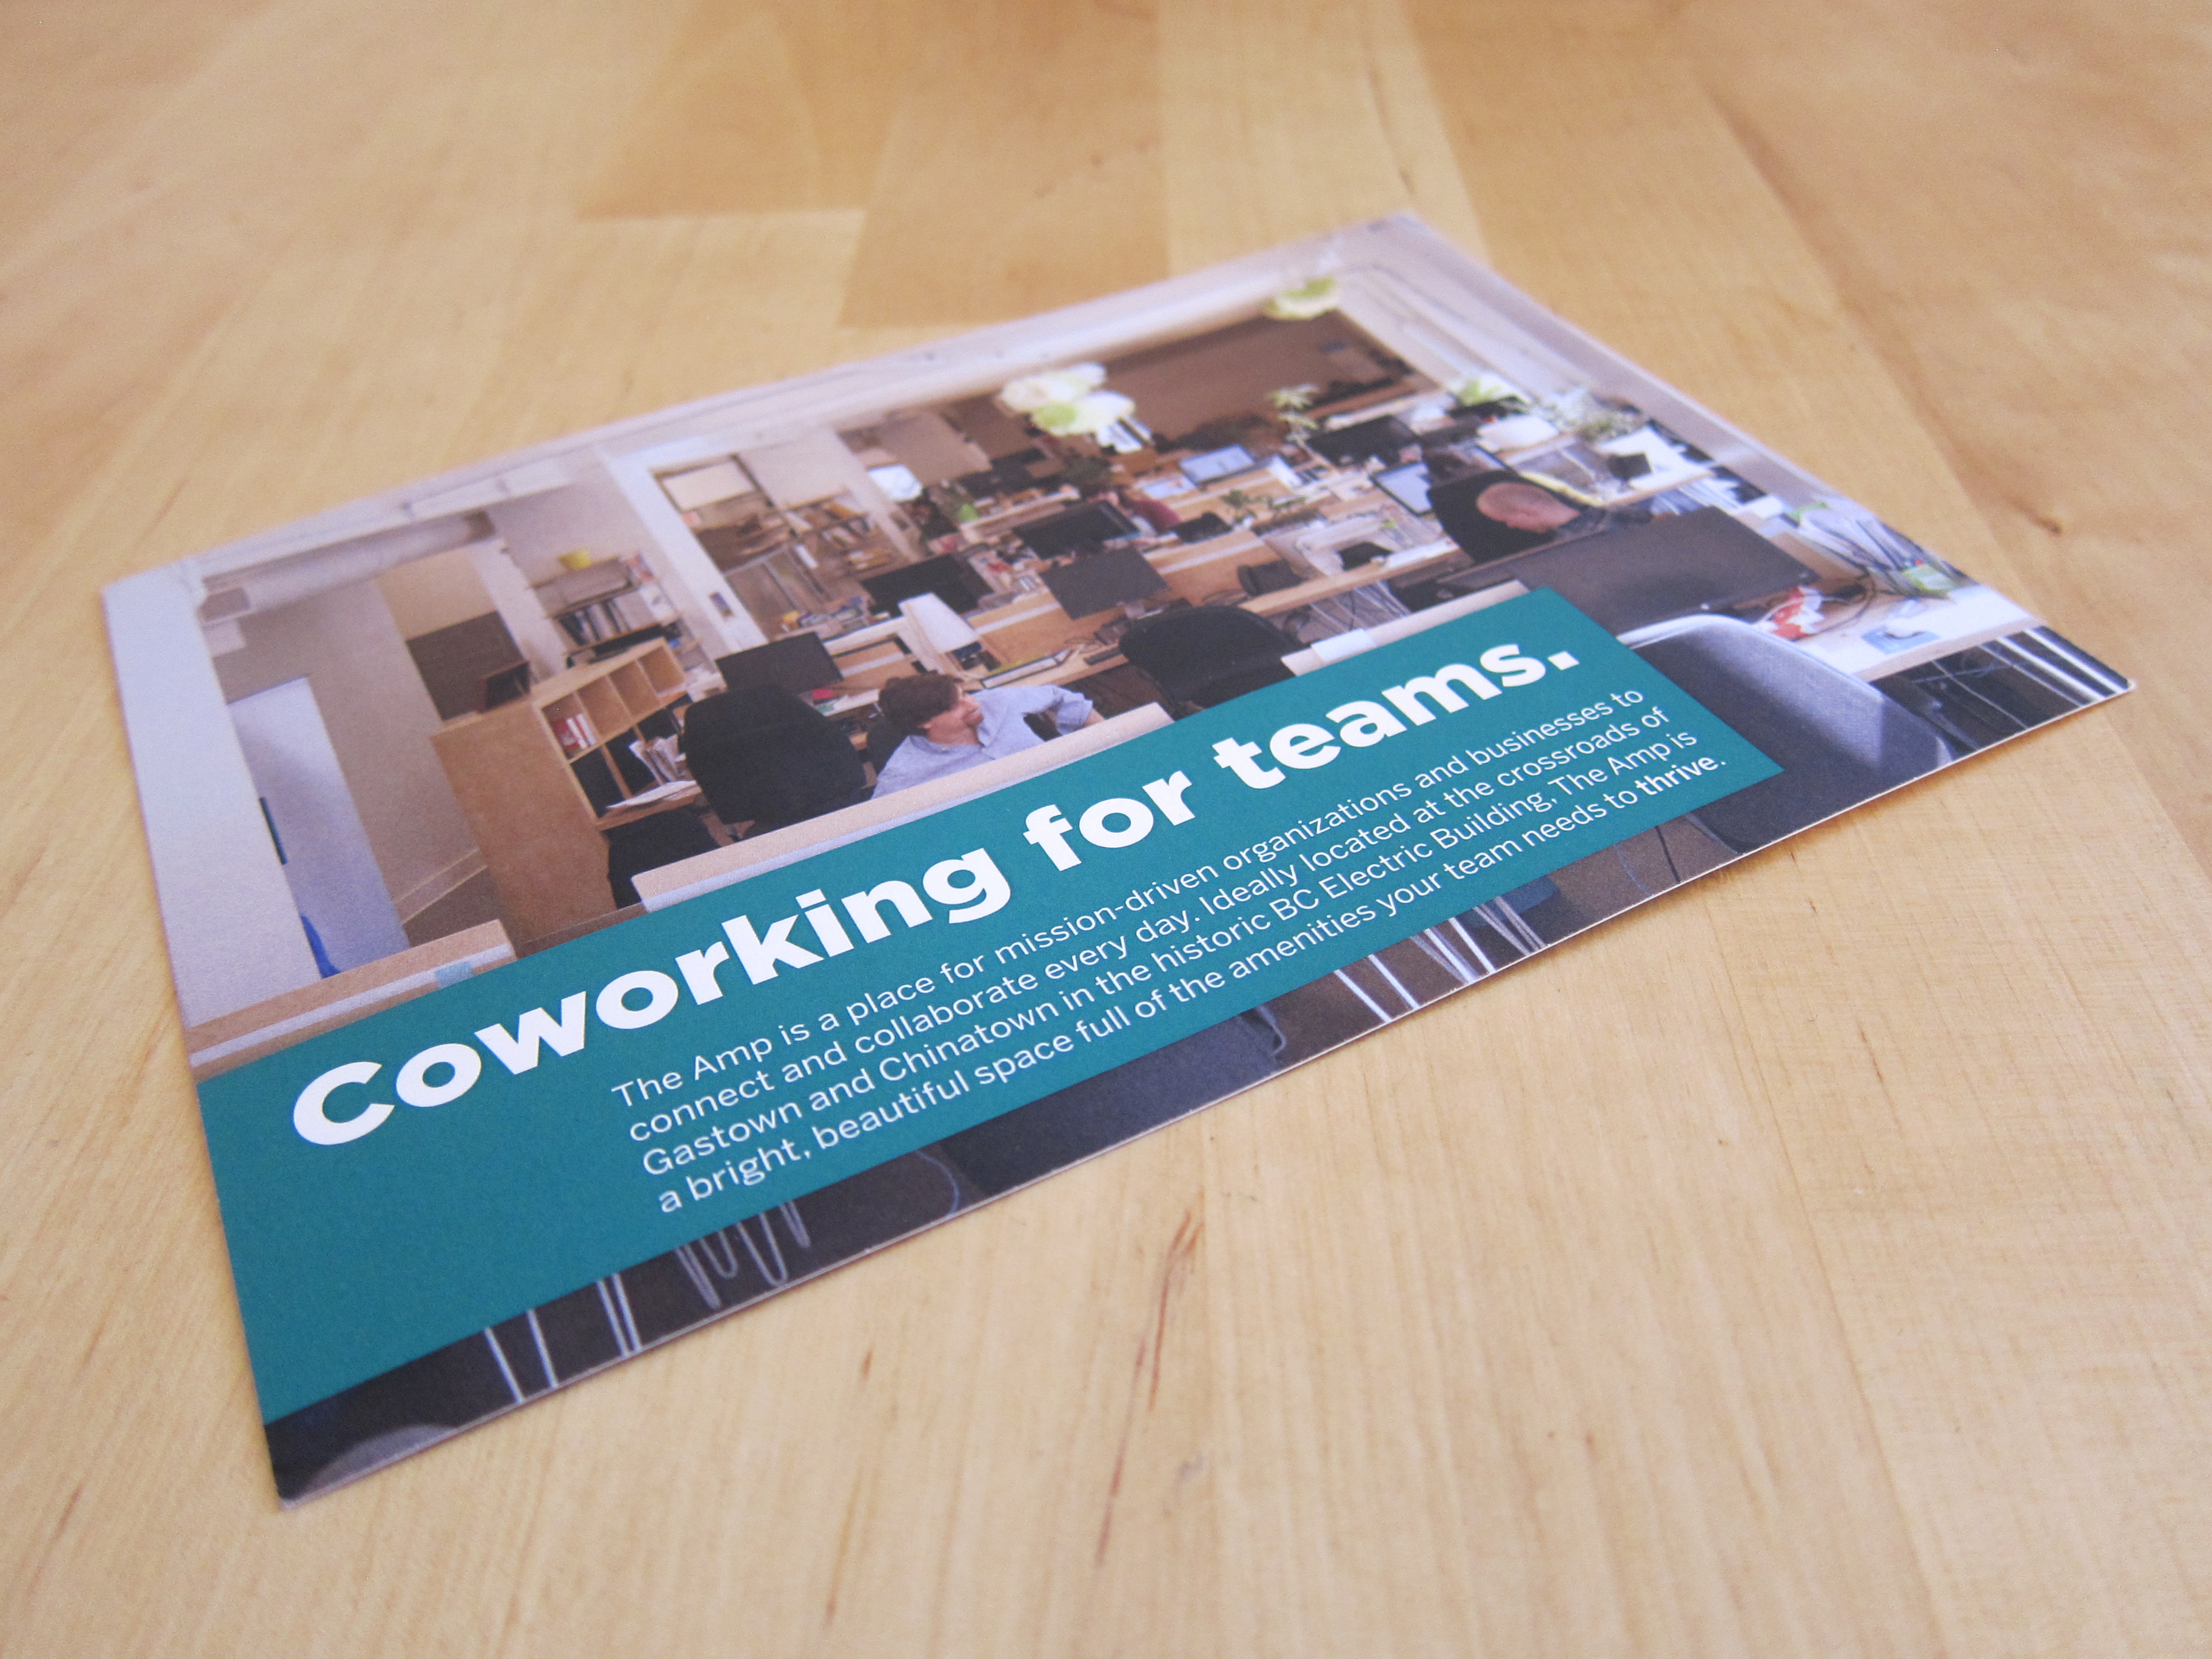 Coworking for teams.
The Amp is a place for mission-driven organizations and businesses to
connect and collaborate every day. Ideally located at the crossroads of
Gastown and Chinatown in the historic BC Electric Building, The Amp is
a bright, beautiful space full of the amenities your team needs to thrive.